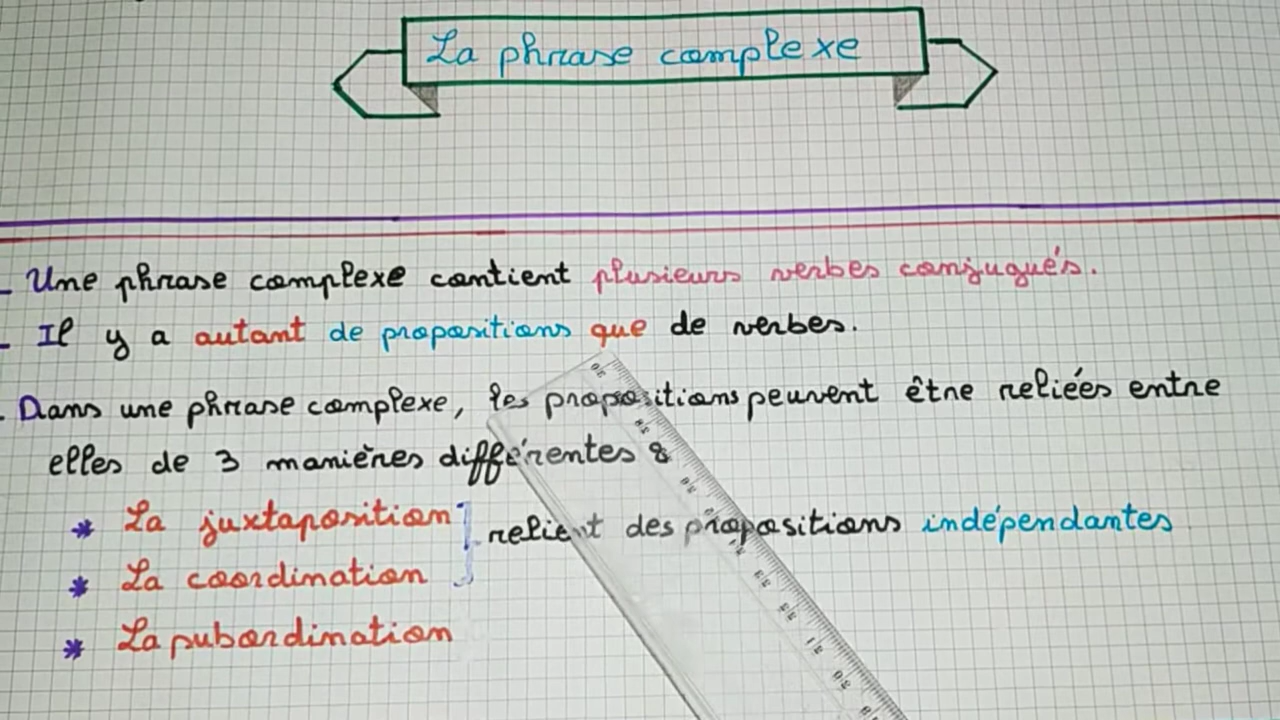 La phrase complexe
- Une phrase complexe contient plusieurs verbes conjugués.
- Il y a autant de propositions que de verbes.
- Dans une phrase complexe, les propositions peuvent être reliées entre
elles de 3 manières différentes :
* La juxtaposition
relient des propositions indépendantes
* La coordination
* La subordination